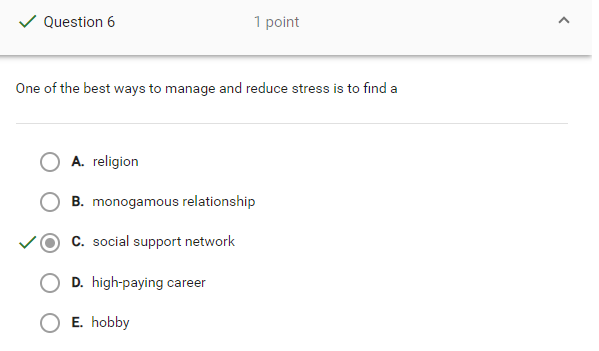 Question 6 1 point
One of the best ways to manage and reduce stress is to find a
A. religion
B. monogamous relationship
C. social support network
D. high-paying career
E. hobby